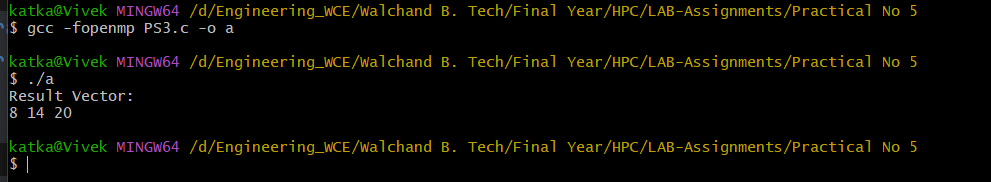 katka@Vivek MINGW64 /d/Engineering_WCE/Walchand B. Tech/Final Year/HPC/LAB-Assignments/Practical No 5
$ gcc -fopenmp PS3.c -o a
katka@Vivek MINGW64 /d/Engineering_WCE/Walchand B. Tech/Final Year/HPC/LAB-Assignments/Practical No 5
$ ./a
Result Vector:
8 14 20
katka@Vivek MINGW64 /d/Engineering_WCE/Walchand B. Tech/Final Year/HPC/LAB-Assignments/Practical No 5
$